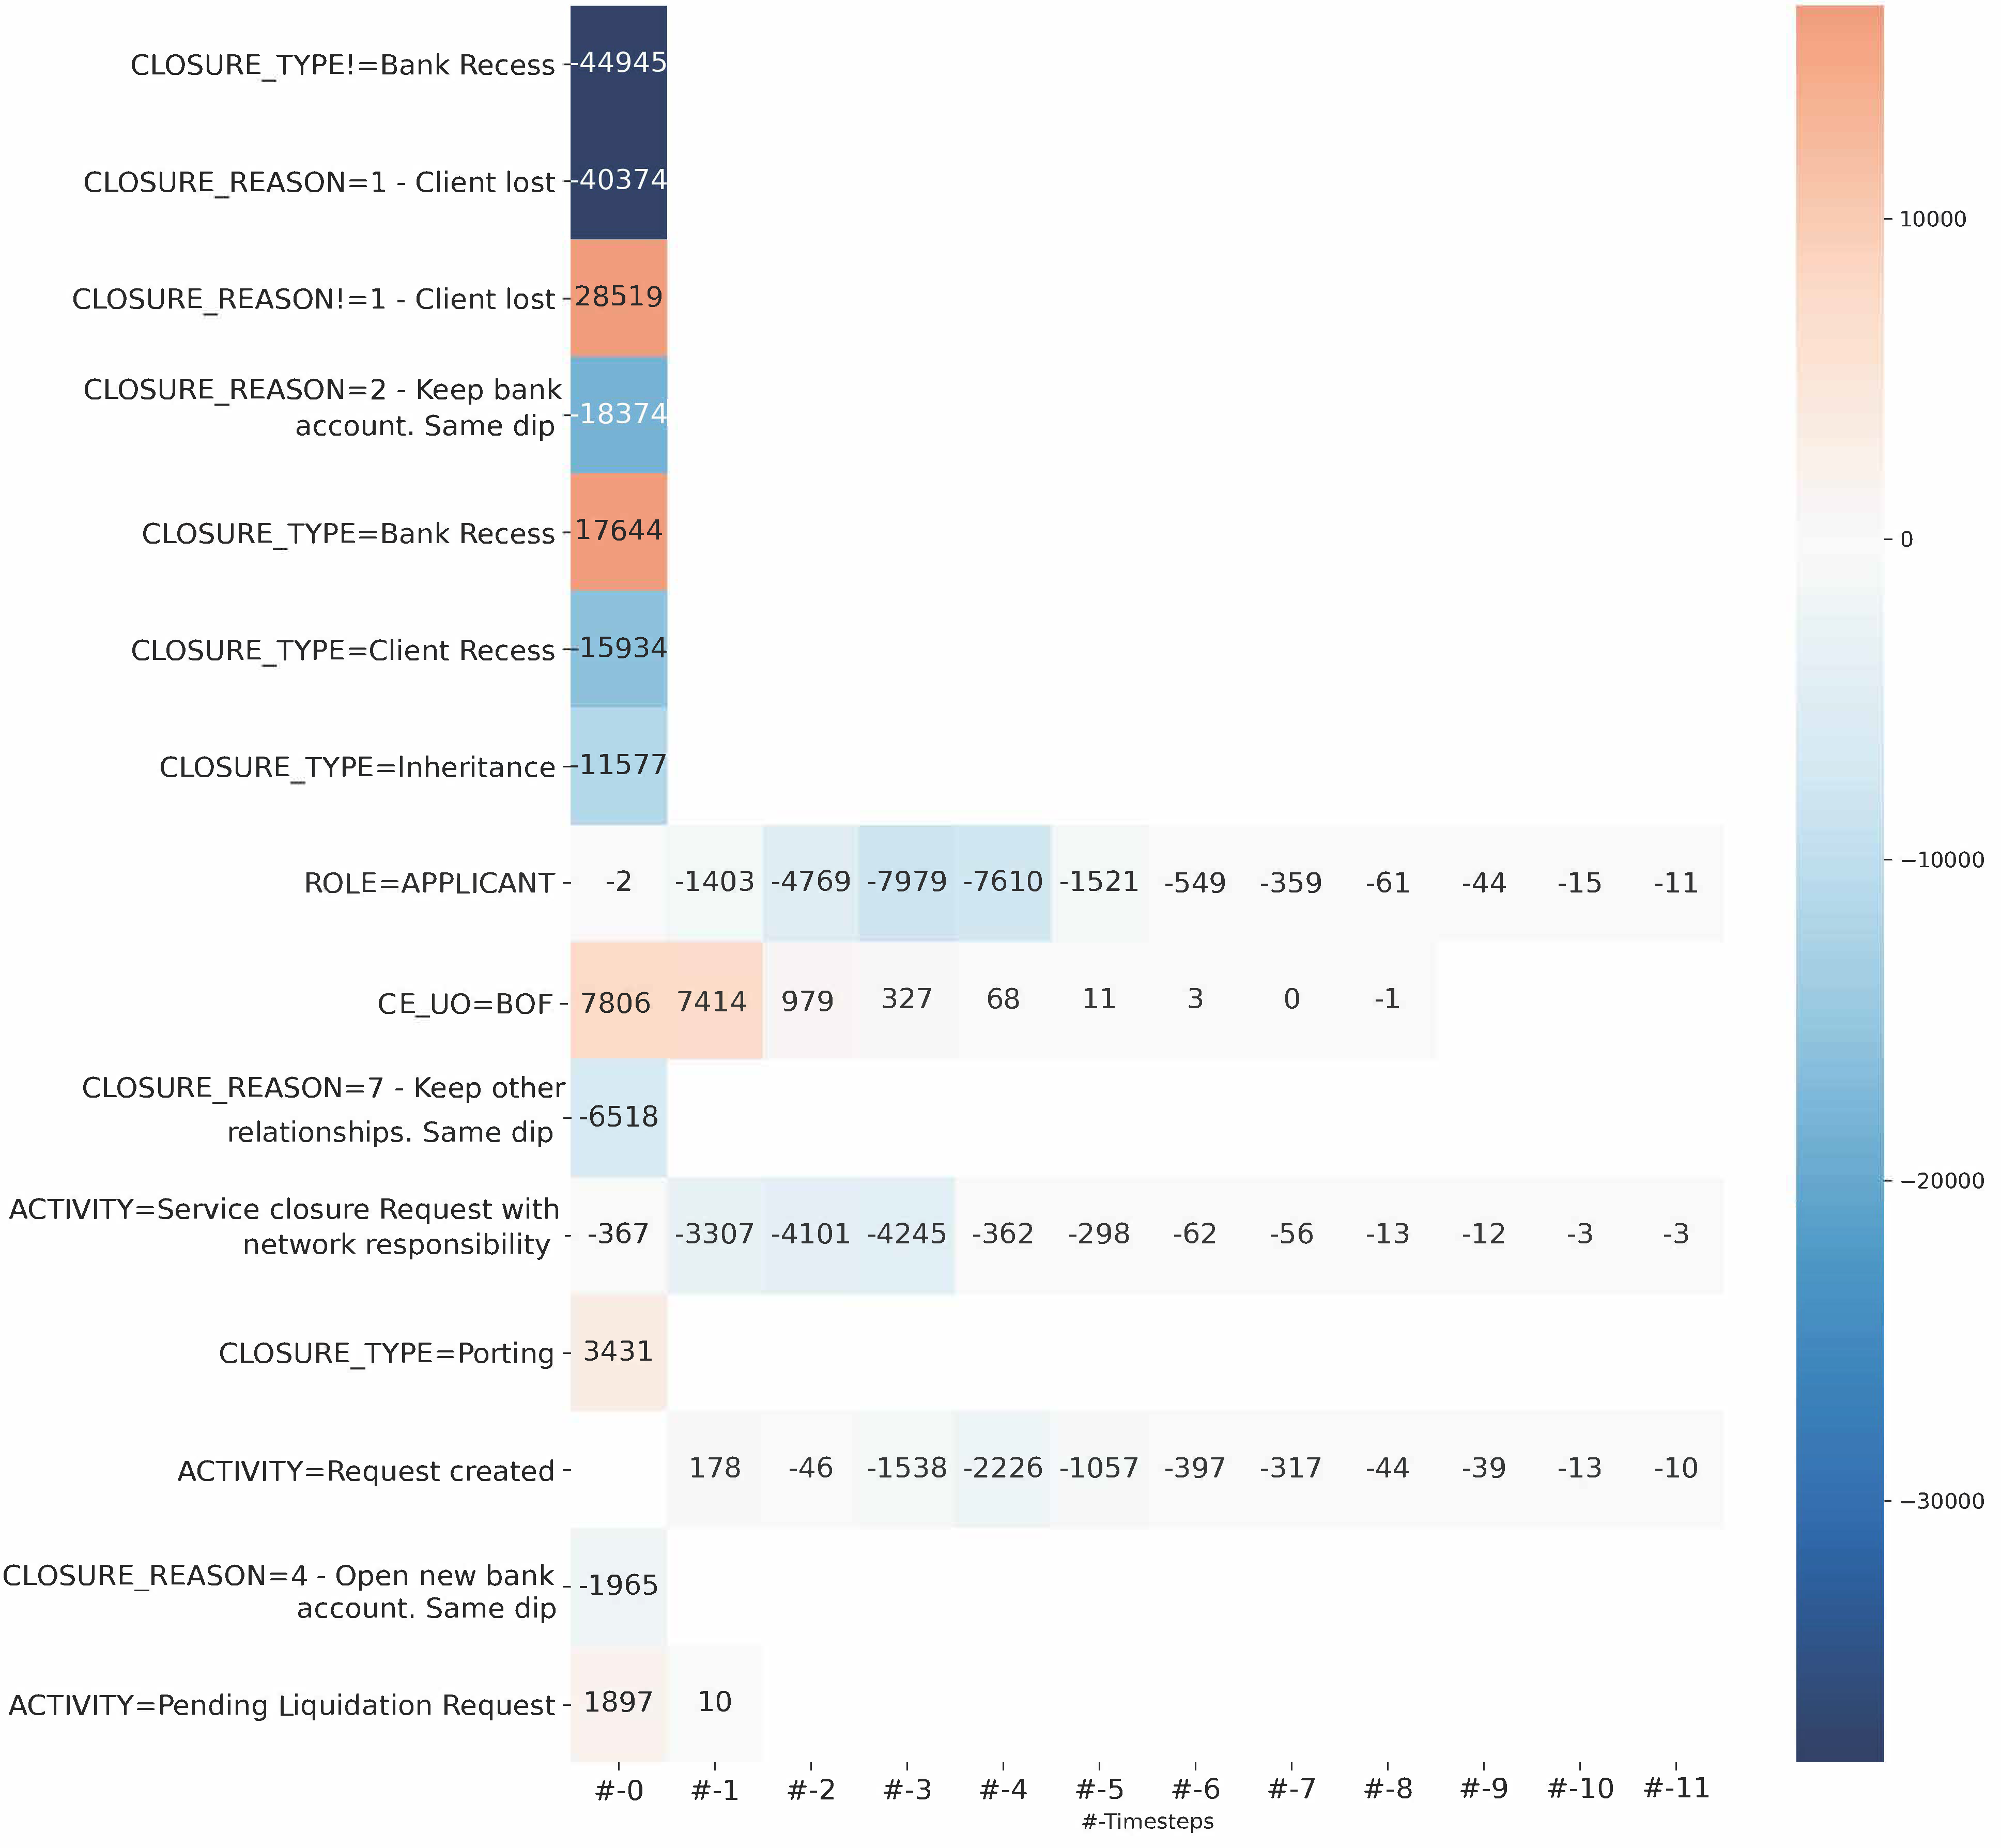 CLOSURE_TYPE!=Bank Recess -44945
CLOSURE_REASON=1 - Client lost -40374
CLOSURE_REASON!=1 - Client lost 28519
CLOSURE_REASON=2 - Keep bank
account. Same dip -18374
CLOSURE_TYPE=Bank Recess 17644
CLOSURE_TYPE=Client Recess -15934
CLOSURE_TYPE=Inheritance -11577
ROLE=APPLICANT -2 -1403 -4769 -7979 -7610 -1521 -549 -359 -61 -44 -15 -11
CE_UO=BOF 7806 7414 979 327 68 11 3 0 -1
CLOSURE_REASON=7 - Keep other
relationships. Same dip -6518
ACTIVITY=Service closure Request with
network responsibility -367 -3307 -4101 -4245 -362 -298 -62 -56 -13 -12 -3 -3
CLOSURE_TYPE=Porting 3431
ACTIVITY=Request created 178 -46 -1538 -2226 -1057 -397 -317 -44 -39 -13 -10
CLOSURE_REASON=4 - Open new bank
account. Same dip -1965
ACTIVITY=Pending Liquidation Request 1897 10
#-0 #-1 #-2 #-3 #-4 #-5 #-6 #-7 #-8 #-9 #-10 #-11
#-Timesteps
10000
0
−10000
−20000
−30000